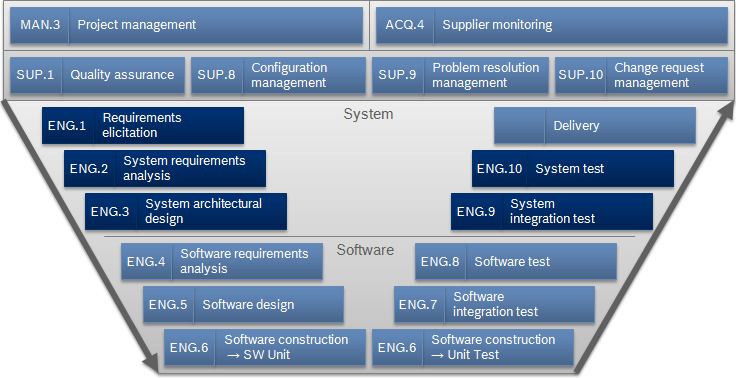 MAN.3 Project management
ACQ.4 Supplier monitoring
SUP.1 Quality assurance
SUP.8 Configuration
management
SUP.9 Problem resolution
management
SUP.10 Change request
management
System
ENG.1 Requirements
elicitation
Delivery
ENG.2 System requirements
analysis
ENG.10 System test
ENG.3 System architectural
design
ENG.9 System
integration test
Software
ENG.4 Software requirements
analysis
ENG.8 Software test
ENG.5 Software design
ENG.7 Software
integration test
ENG.6 Software construction
→ SW Unit
ENG.6 Software construction
→ Unit Test